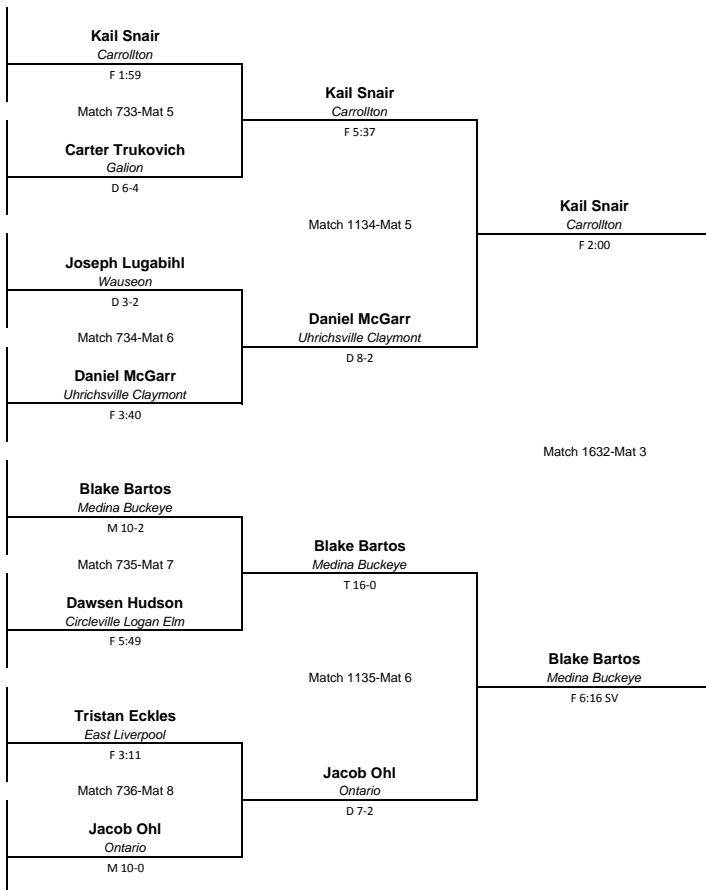 Kail Snair
Carrollton
F 1:59
Match 733-Mat 5
Carter Trukovich
Galion
D 6-4
Joseph Lugabihl
Wauseon
D 3-2
Match 734-Mat 6
Daniel McGarr
Uhrichsville Claymont
F 3:40
Blake Bartos
Medina Buckeye
M 10-2
Match 735-Mat 7
Dawsen Hudson
Circleville Logan Elm
F 5:49
Tristan Eckles
East Liverpool
F 3:11
Match 736-Mat 8
Jacob Ohl
Ontario
M 10-0
Kail Snair
Carrollton
F 5:37
Match 1134-Mat 5
Daniel McGarr
Uhrichsville Claymont
D 8-2
Blake Bartos
Medina Buckeye
T 16-0
Match 1135-Mat 6
Jacob Ohl
Ontario
D 7-2
Kail Snair
Carrollton
F 2:00
Match 1632-Mat 3
Blake Bartos
Medina Buckeye
F 6:16 SV